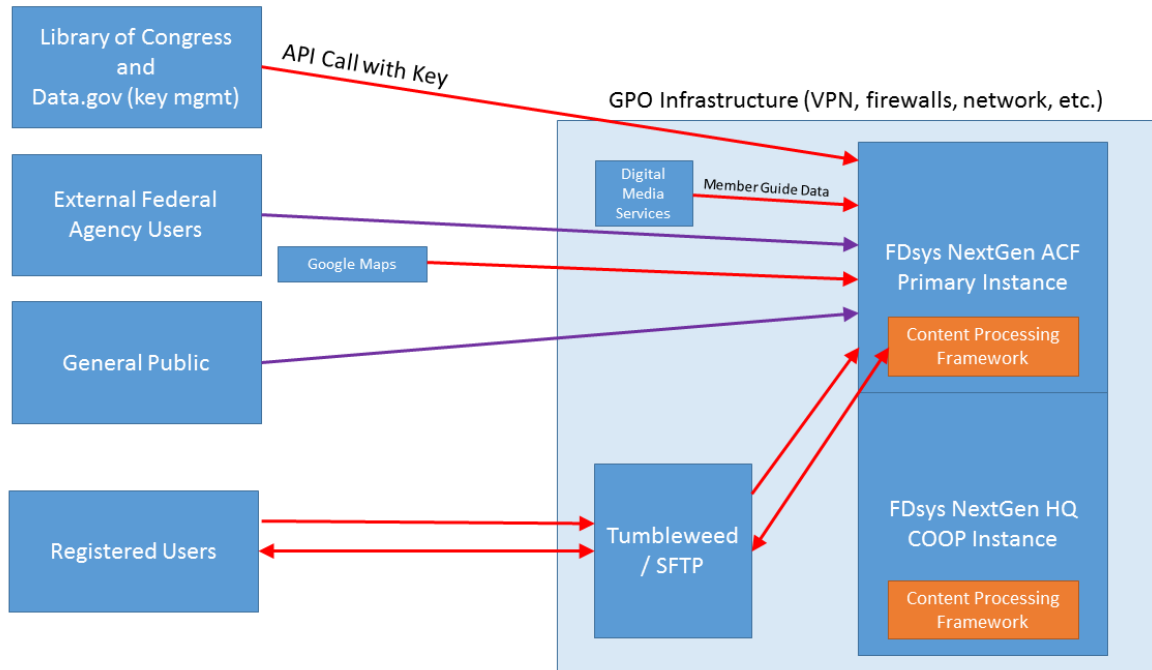 Library of Congress
and
Data.gov (key mgmt)
API Call with Key
GPO Infrastructure (VPN, firewalls, network, etc.)
External Federal
Agency Users
Digital
Media
Services
Member Guide Data
Google Maps
FDsys NextGen ACF
Primary Instance
General Public
Content Processing
Framework
Registered Users
Tumbleweed
/ SFTP
FDsys NextGen HQ
COOP Instance
Content Processing
Framework